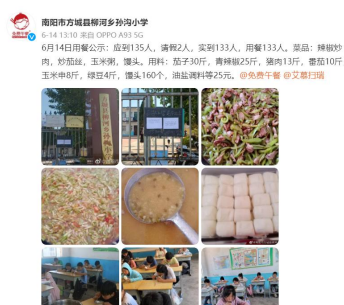 南阳市方城县柳河乡孙沟小学
6-14 13:10 来自 OPPO A93 5G
6月14日用餐公示：应到135人，请假2人，实到133人，用餐133人。菜品：辣椒炒
肉，炒茄丝，玉米粥，馒头。用料：茄子30斤，青辣椒25斤，猪肉13斤，番茄10斤
玉米申8斤，绿豆4斤，馒头160个，油盐调料等25元。@免费午餐 @艾慕扫瑞
免费午餐